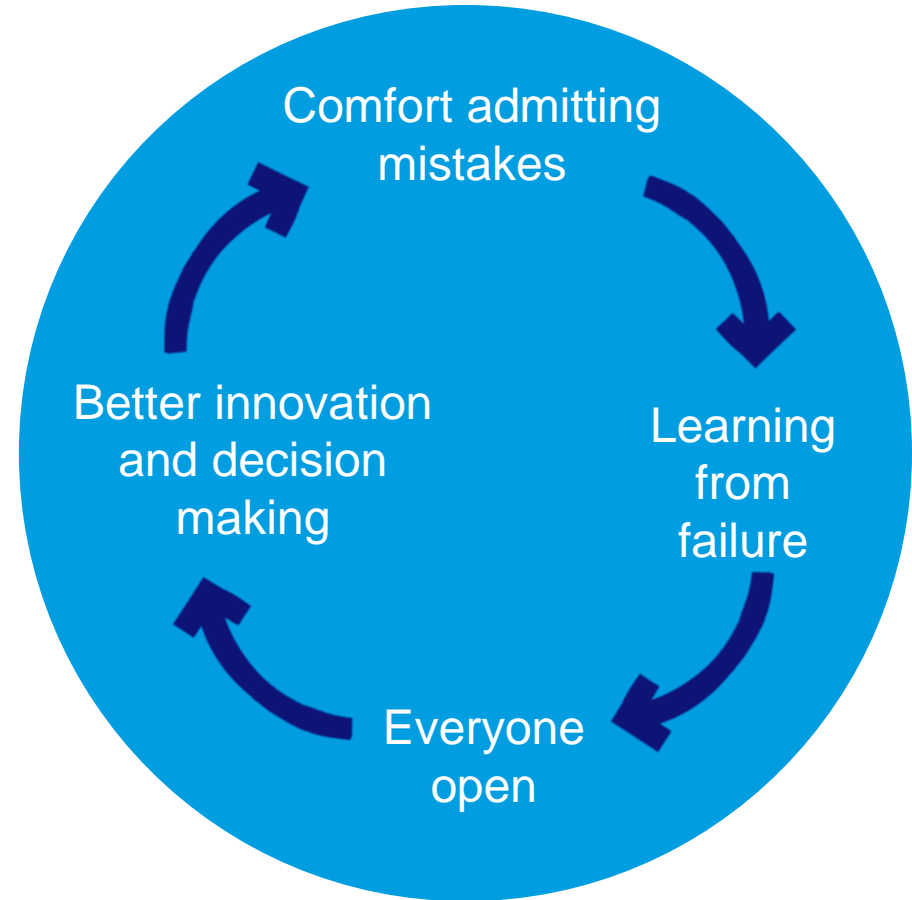 Comfort admitting
mistakes
Learning
from
failure
Everyone
open
Better innovation
and decision
making